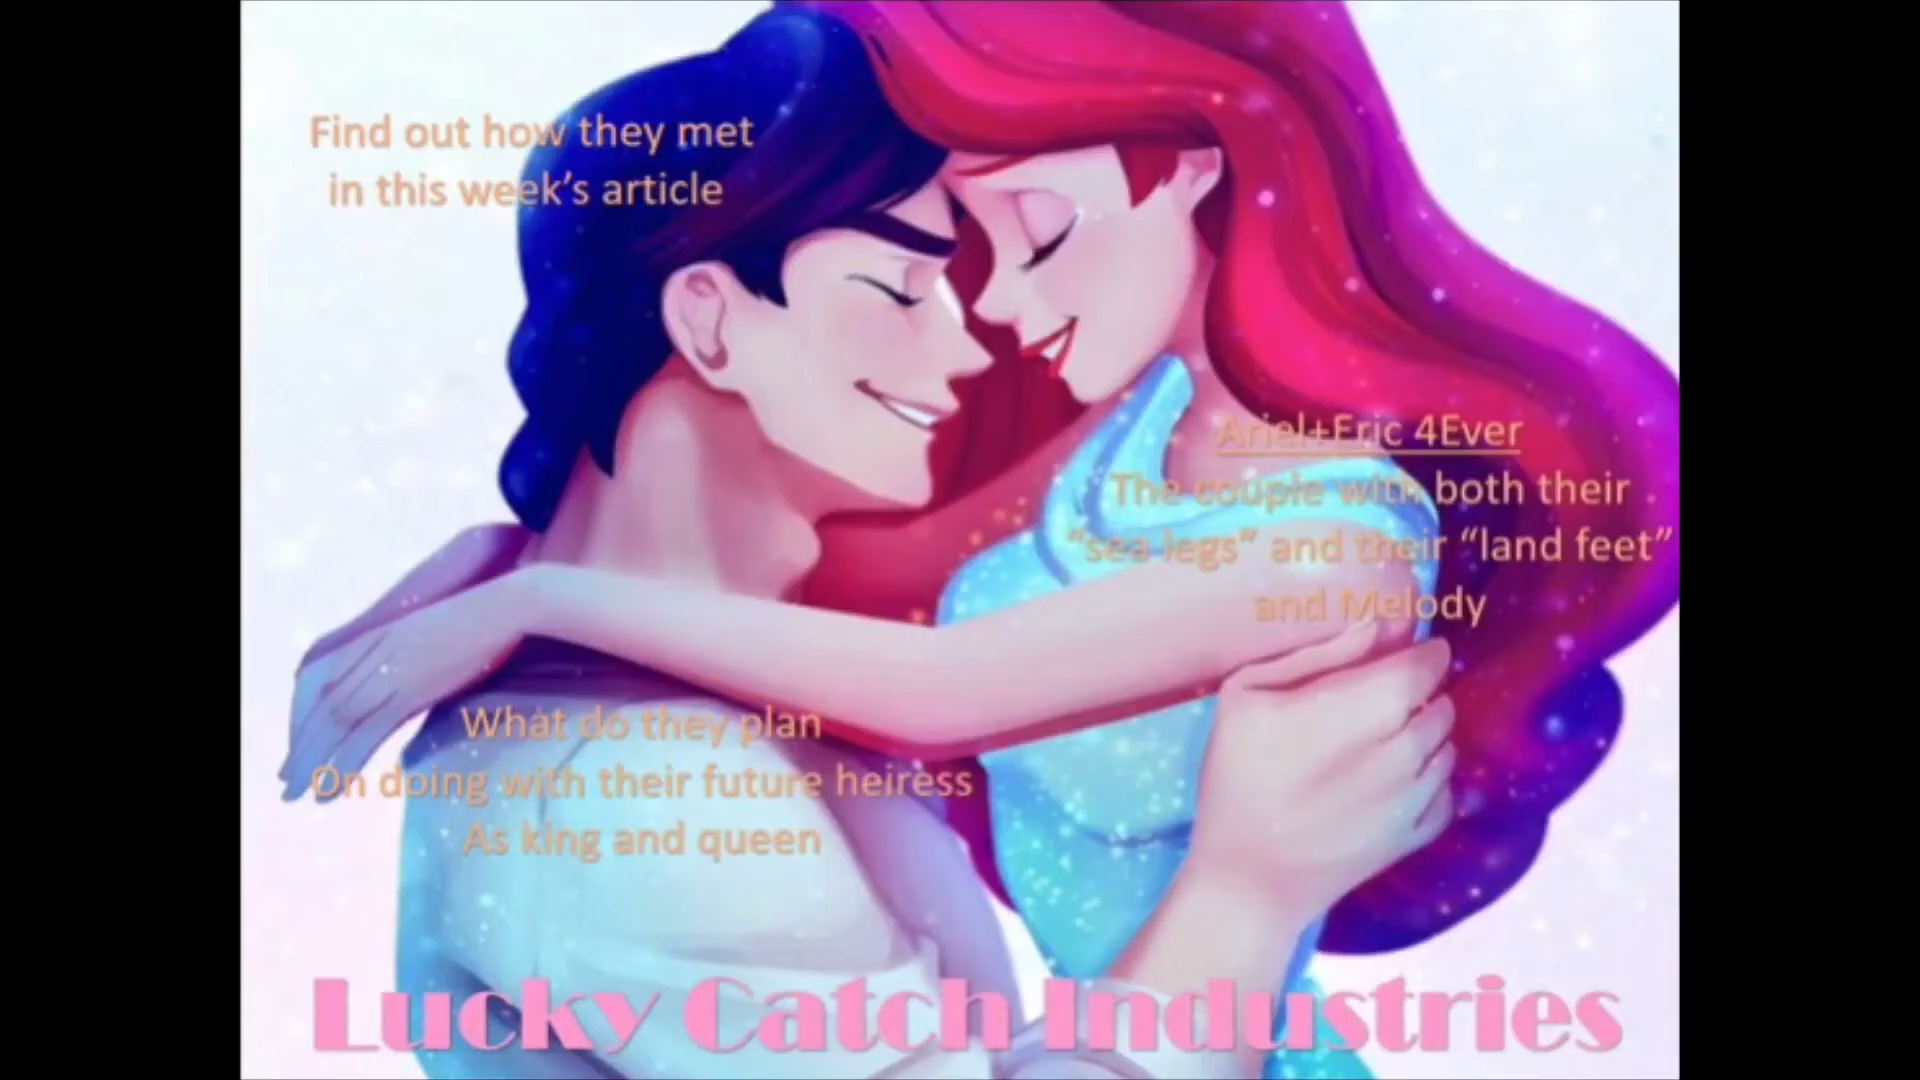 Find out how they met
in this week’s article
Ariel+Eric 4Ever
The couple with both their
“sea legs” and their “land feet”
and Melody
What do they plan
On doing with their future heiress
As king and queen
Lucky Catch Industries